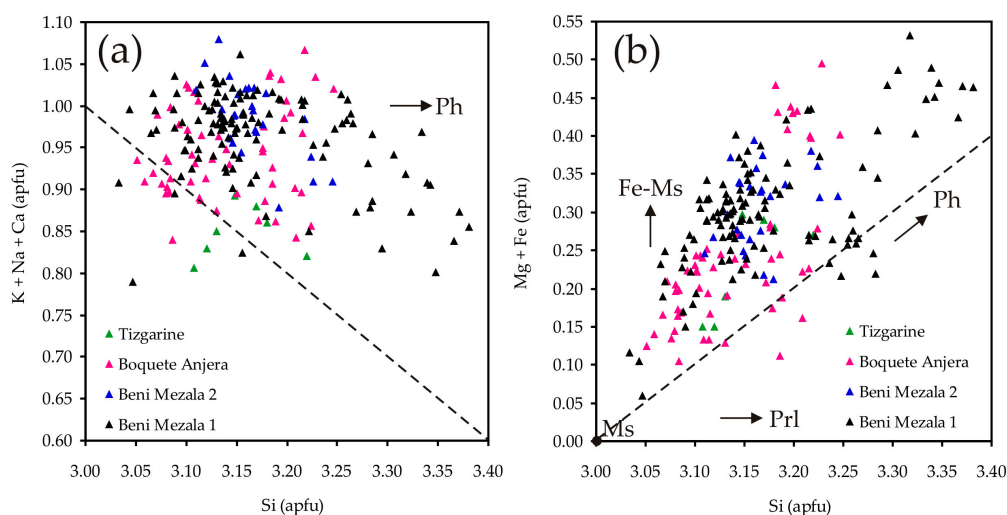 (a)
1.10
1.00
0.95
0.90
0.85
0.80
0.75
0.70
0.65
0.60
K + Na + Ca (apfu)
Ph
Tizgarine
Boquete Anjera
Beni Mezala 2
Beni Mezala 1
3.00 3.05 3.10 3.15 3.20 3.25 3.30 3.35 3.40
Si (apfu)
(b)
0.55
0.50
0.45
0.40
0.35
0.30
0.25
0.20
0.15
0.10
0.05
0.00
Mg + Fe (apfu)
Fe-Ms
Ph
Tizgarine
Boquete Anjera
Beni Mezala 2
Beni Mezala 1
Prl
Ms
3.00 3.05 3.10 3.15 3.20 3.25 3.30 3.35 3.40
Si (apfu)